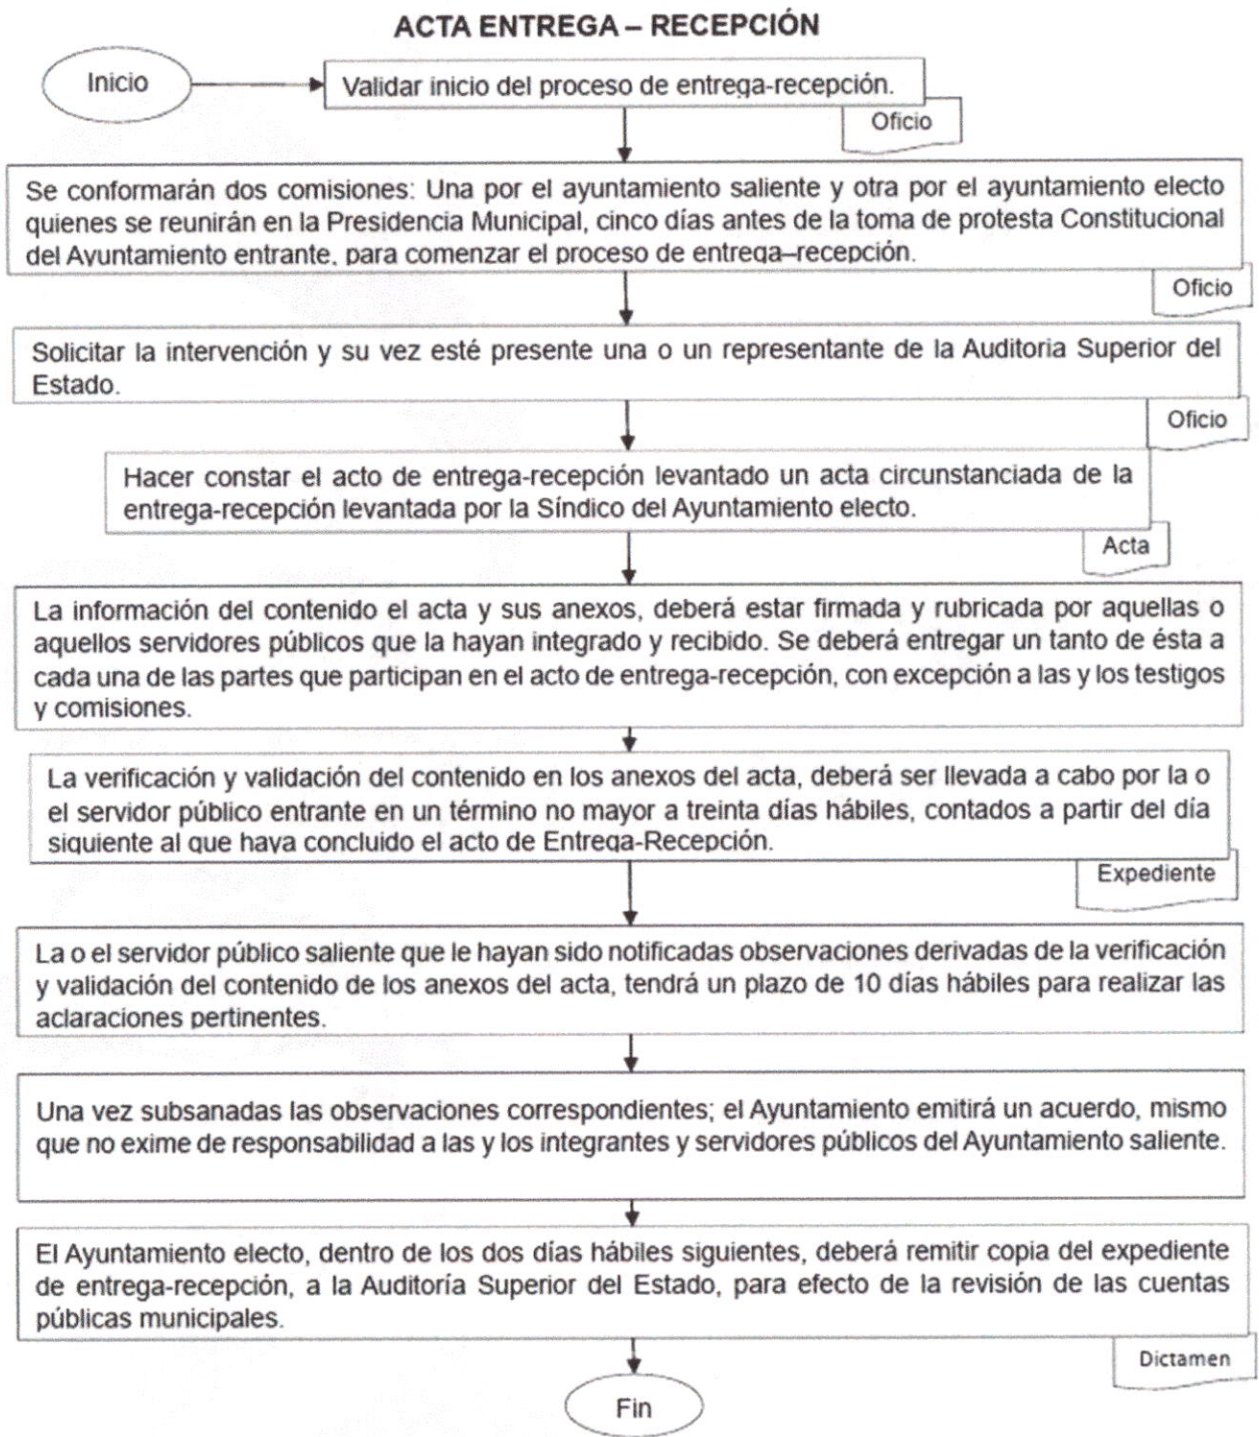 ACTA ENTREGA – RECEPCIÓN
Inicio
Validar inicio del proceso de entrega-recepción.
Oficio
Se conformarán dos comisiones: Una por el ayuntamiento saliente y otra por el ayuntamiento electo
quienes se reunirán en la Presidencia Municipal, cinco días antes de la toma de protesta Constitucional
del Ayuntamiento entrante, para comenzar el proceso de entrega–recepción.
Oficio
Solicitar la intervención y su vez esté presente una o un representante de la Auditoria Superior del
Estado.
Oficio
Hacer constar el acto de entrega-recepción levantado un acta circunstanciada de la
entrega-recepción levantada por la Síndico del Ayuntamiento electo.
Acta
La información del contenido el acta y sus anexos, deberá estar firmada y rubricada por aquellas o
aquellos servidores públicos que la hayan integrado y recibido. Se deberá entregar un tanto de ésta a
cada una de las partes que participan en el acto de entrega-recepción, con excepción a las y los testigos
y comisiones.
La verificación y validación del contenido en los anexos del acta, deberá ser llevada a cabo por la o
el servidor público entrante en un término no mayor a treinta días hábiles, contados a partir del día
siguiente al que haya concluido el acto de Entrega-Recepción.
Expediente
La o el servidor público saliente que le hayan sido notificadas observaciones derivadas de la verificación
y validación del contenido de los anexos del acta, tendrá un plazo de 10 días hábiles para realizar las
aclaraciones pertinentes.
Una vez subsanadas las observaciones correspondientes; el Ayuntamiento emitirá un acuerdo, mismo
que no exime de responsabilidad a las y los integrantes y servidores públicos del Ayuntamiento saliente.
El Ayuntamiento electo, dentro de los dos días hábiles siguientes, deberá remitir copia del expediente
de entrega-recepción, a la Auditoría Superior del Estado, para efecto de la revisión de las cuentas
públicas municipales.
Dictamen
Fin